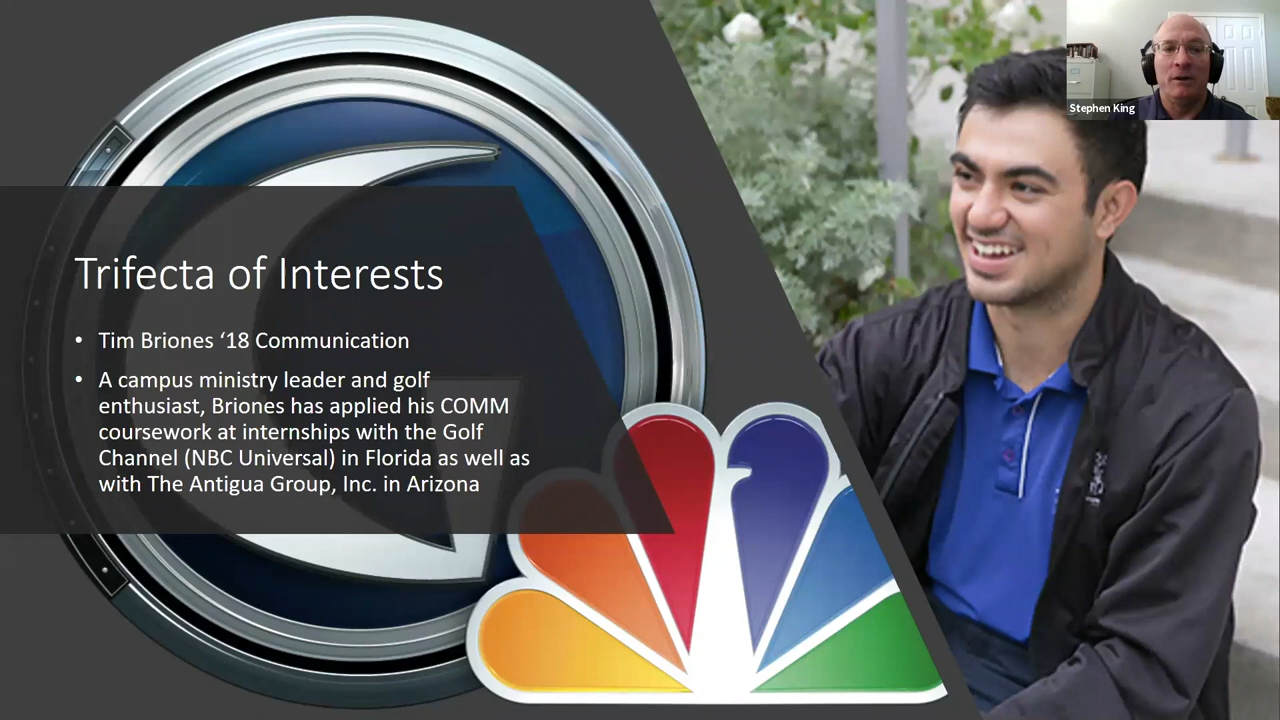 Stephen King
Trifecta of Interests
• Tim Briones ‘18 Communication
• A campus ministry leader and golf
enthusiast, Briones has applied his COMM
coursework at internships with the Golf
Channel (NBC Universal) in Florida as well as
with The Antigua Group, Inc. in Arizona